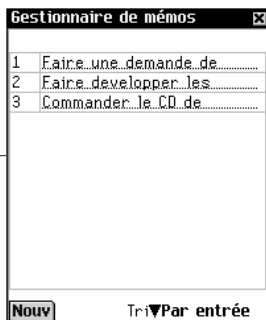 Gestionnaire de mémos
1 Faire une demande de
2 Faire developper les
3 Commander le CD de
Nouv Tri▼Par entrée